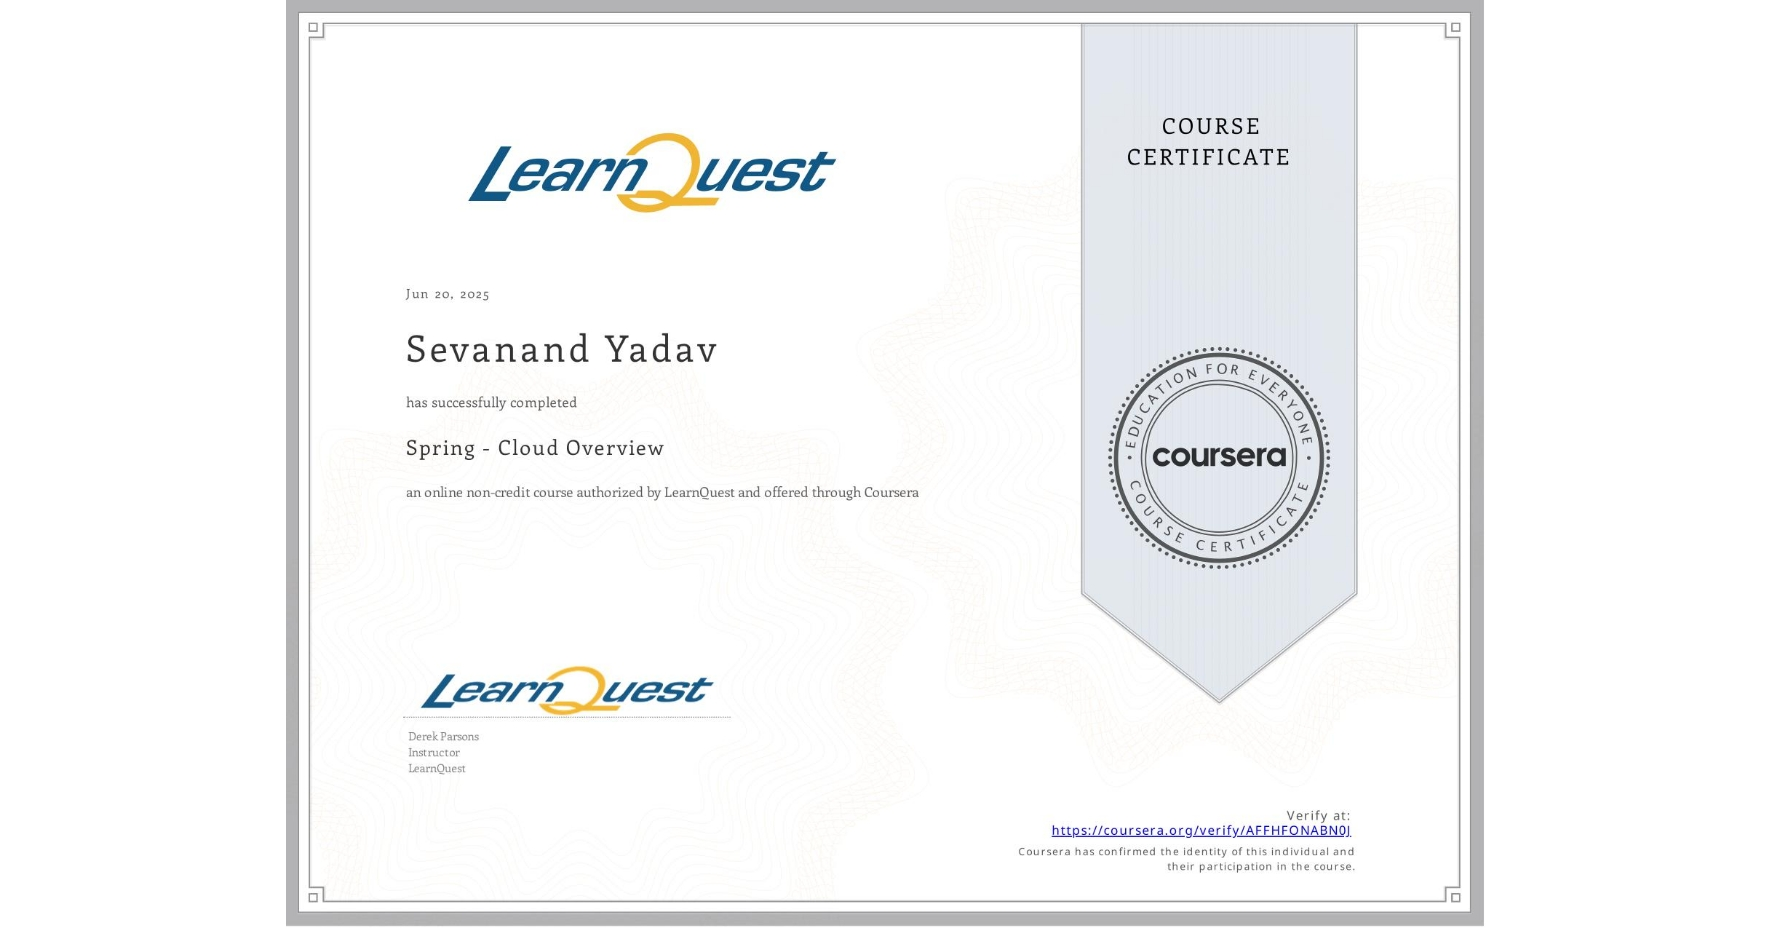 LearnQuest
COURSE
CERTIFICATE
Jun 20, 2025
Sevanand Yadav
has successfully completed
Spring - Cloud Overview
an online non-credit course authorized by LearnQuest and offered through Coursera
EDUCATION FOR EVERYONE
coursera
COURSE CERTIFICATE
LearnQuest
Derek Parsons
Instructor
LearnQuest
Verify at:
https://coursera.org/verify/AFFHFONABN0J
Coursera has confirmed the identity of this individual and
their participation in the course.